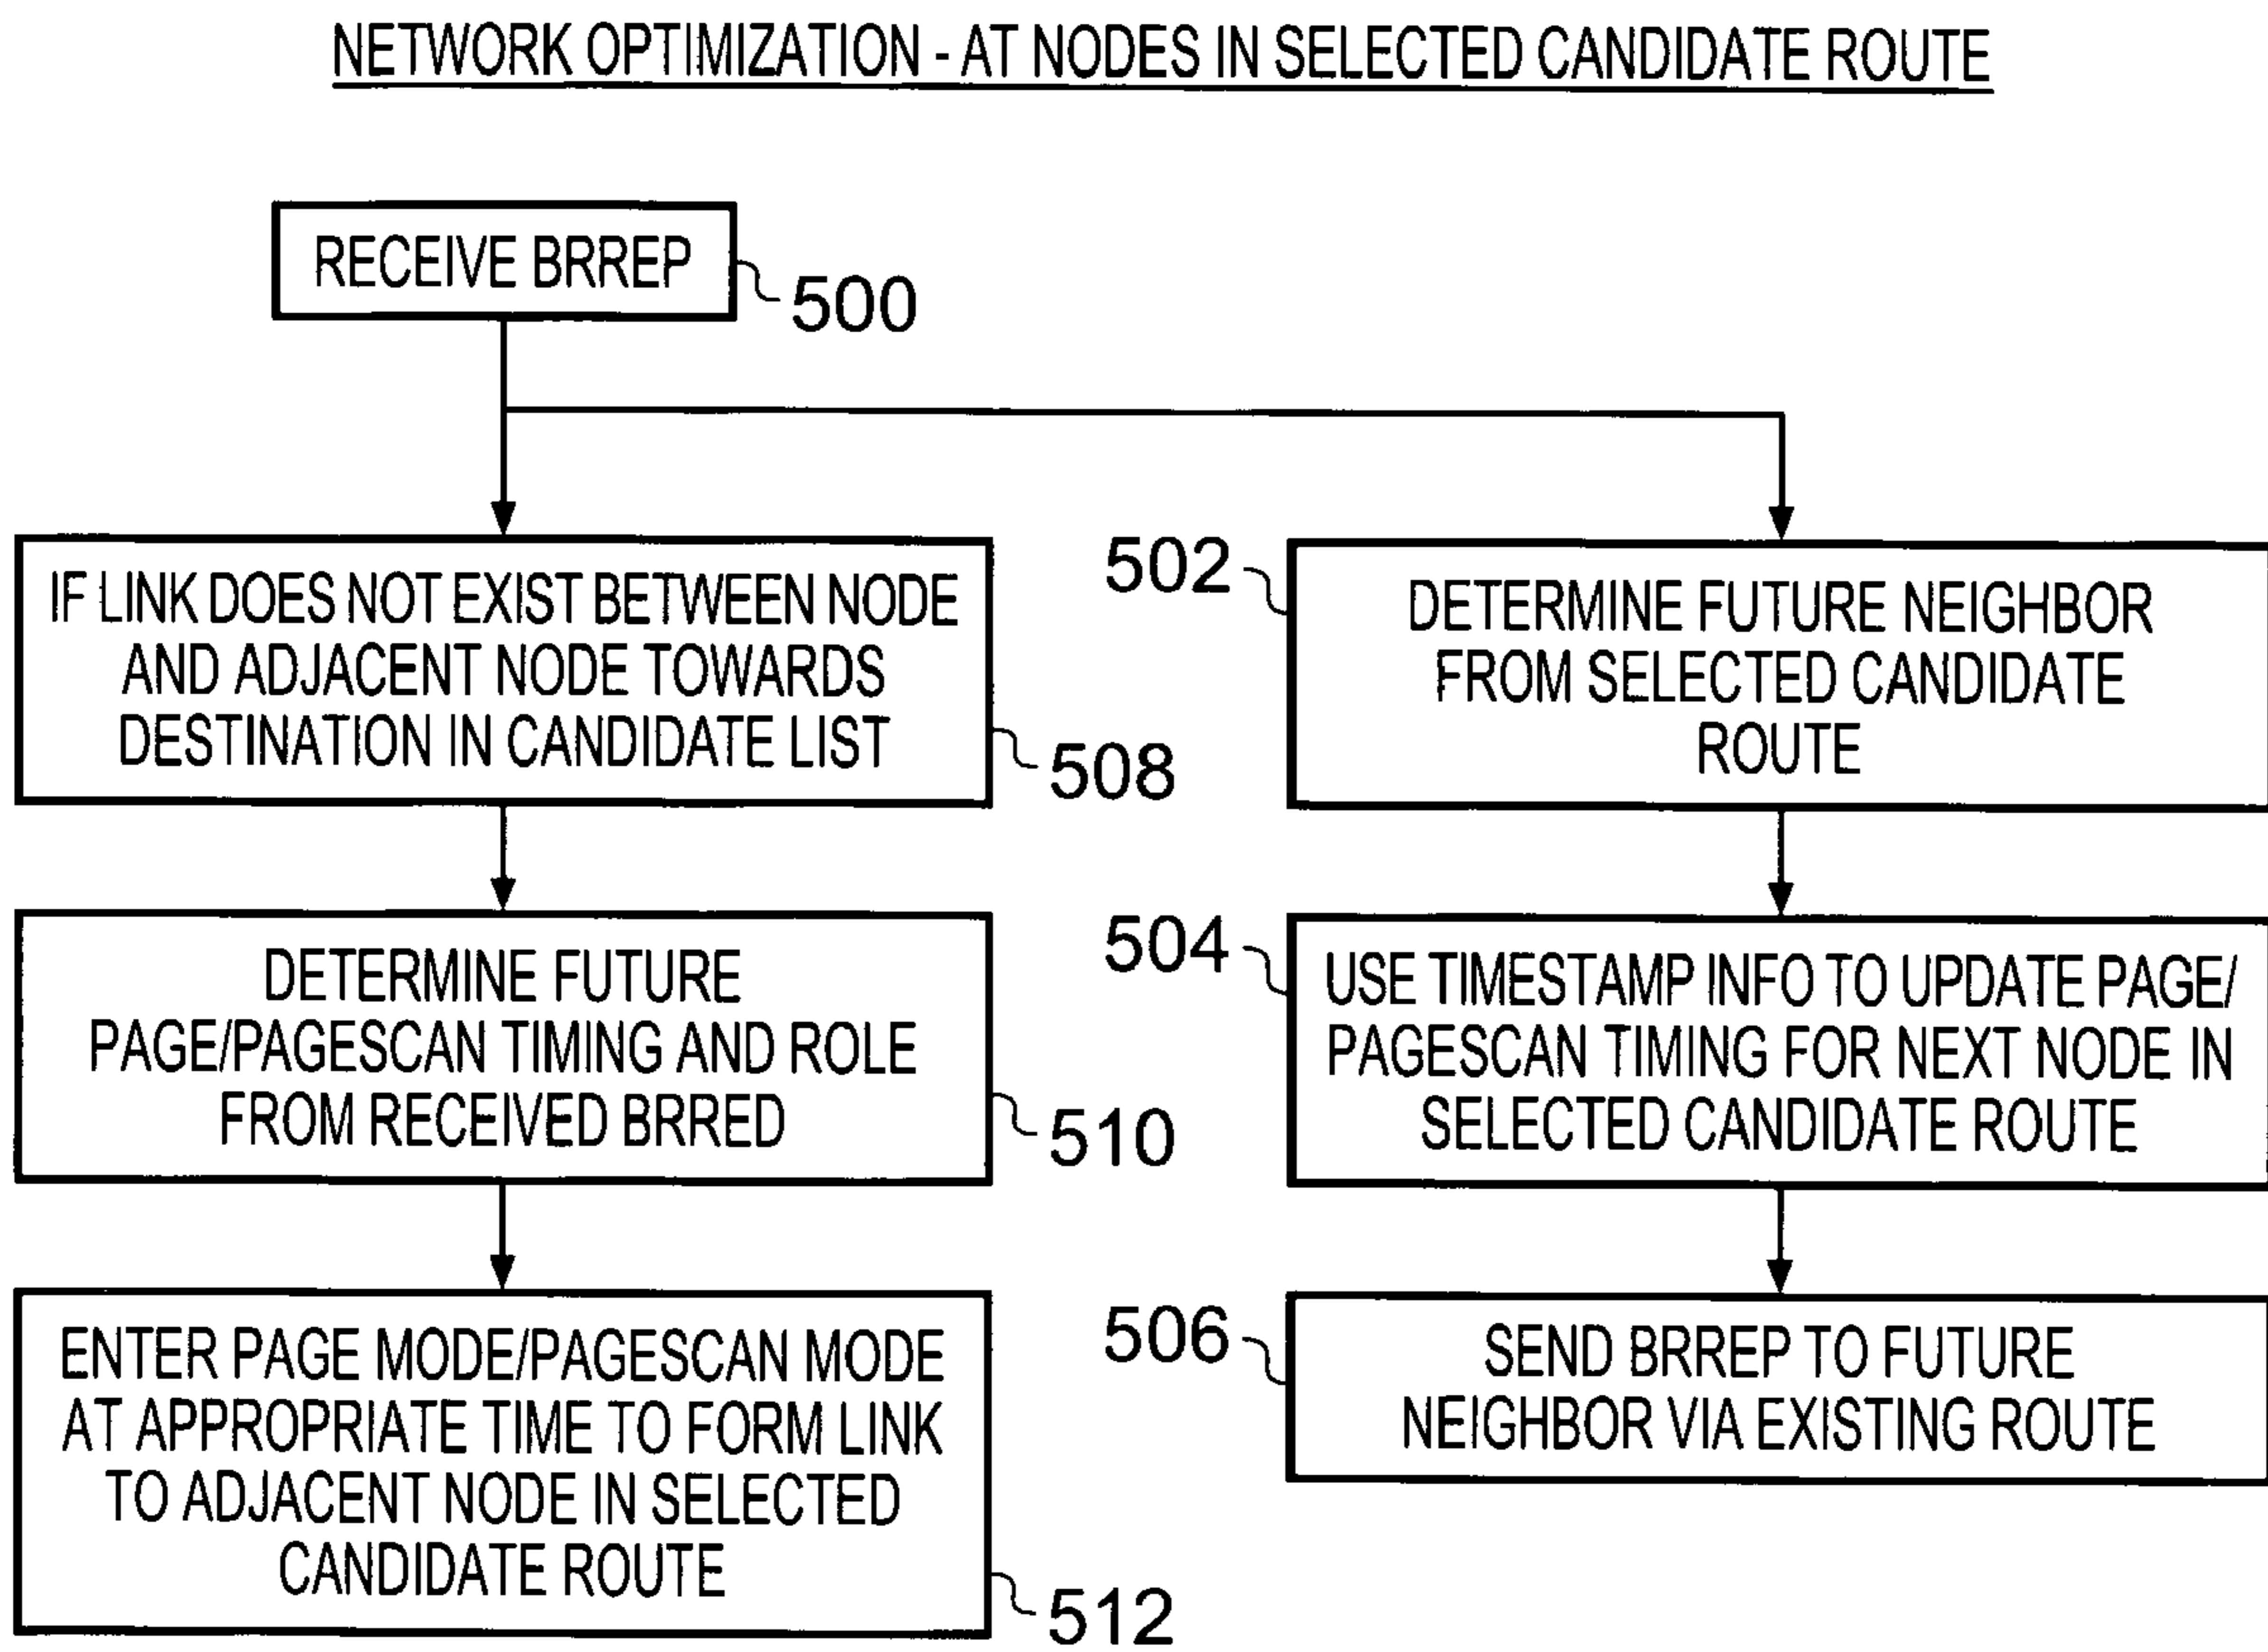 NETWORK OPTIMIZATION - AT NODES IN SELECTED CANDIDATE ROUTE
RECEIVE BRREP
500
IF LINK DOES NOT EXIST BETWEEN NODE
AND ADJACENT NODE TOWARDS
DESTINATION IN CANDIDATE LIST
508
502
DETERMINE FUTURE NEIGHBOR
FROM SELECTED CANDIDATE
ROUTE
DETERMINE FUTURE
PAGE/PAGESCAN TIMING AND ROLE
FROM RECEIVED BRRED
510
504
USE TIMESTAMP INFO TO UPDATE PAGE/
PAGESCAN TIMING FOR NEXT NODE IN
SELECTED CANDIDATE ROUTE
ENTER PAGE MODE/PAGESCAN MODE
AT APPROPRIATE TIME TO FORM LINK
TO ADJACENT NODE IN SELECTED
CANDIDATE ROUTE
512
506
SEND BRREP TO FUTURE
NEIGHBOR VIA EXISTING ROUTE